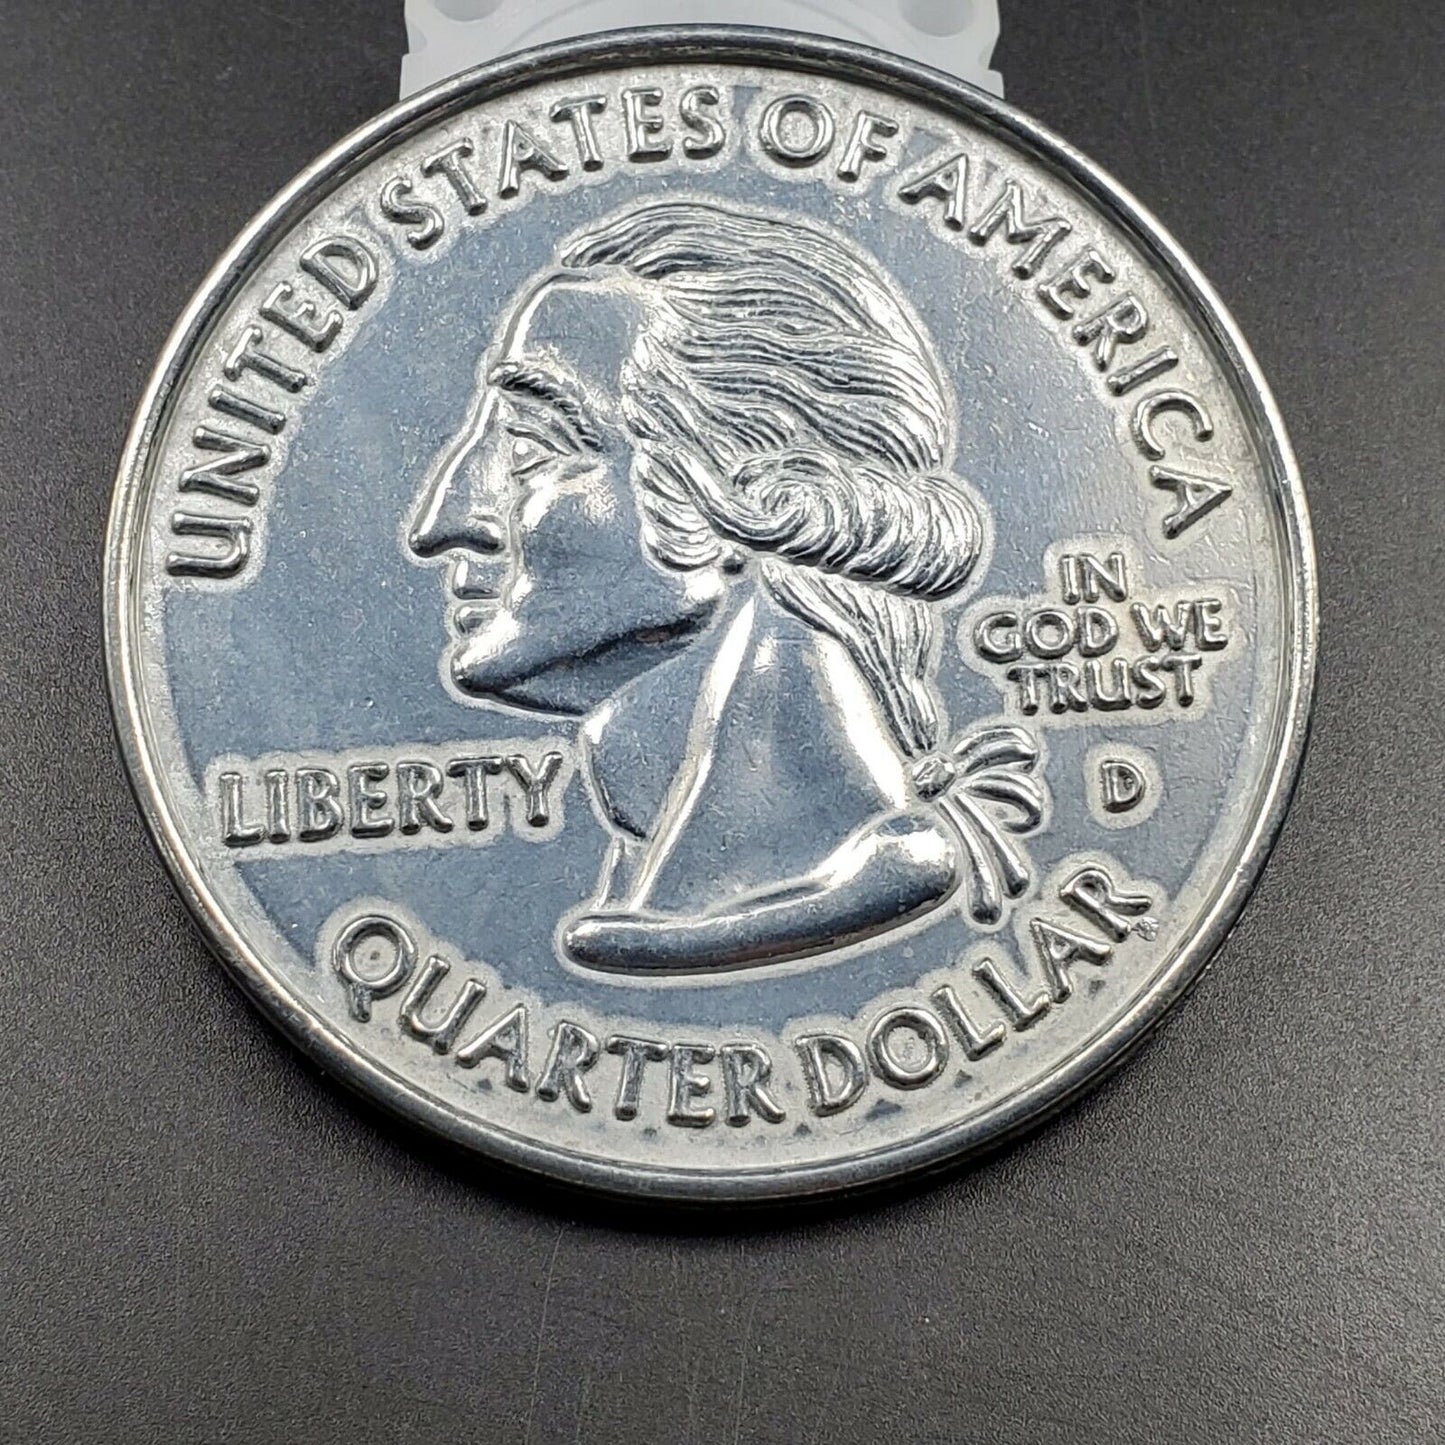 UNITED STATES OF AMERICA
IN
GOD WE
TRUST
LIBERTY
D
QUARTER DOLLAR